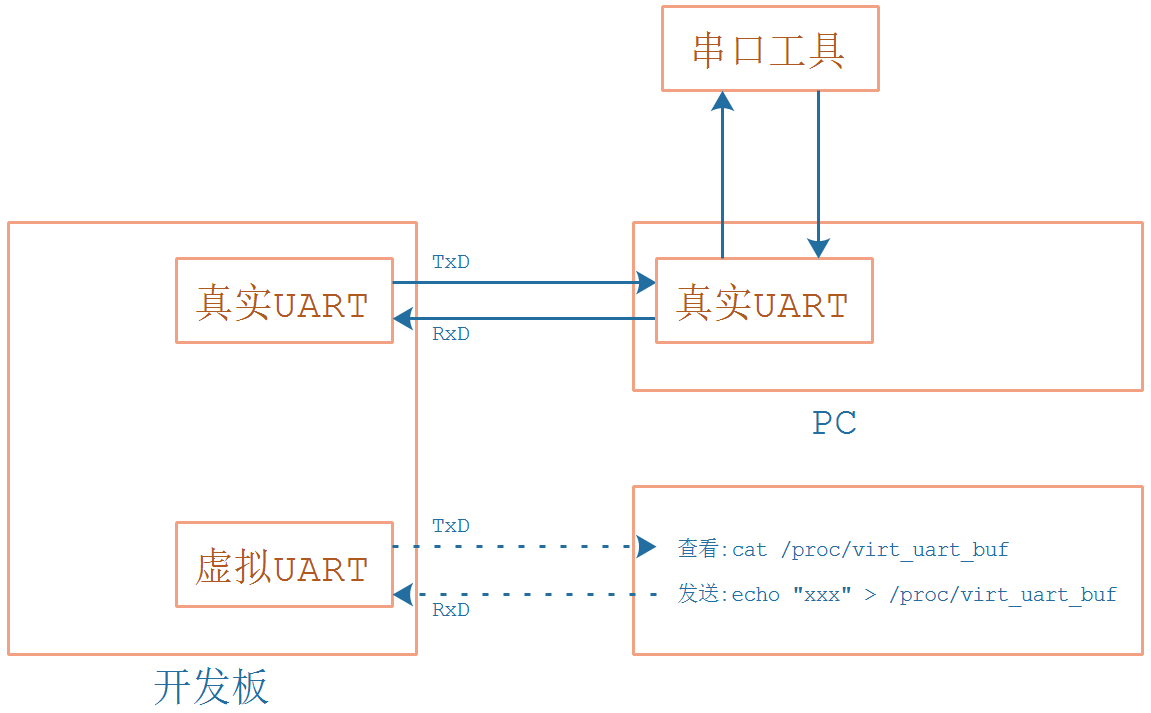 串口工具
TxD
真实UART
真实UART
RxD
PC
TxD
查看:cat /proc/virt_uart_buf
虚拟UART
发送:echo "xxx" > /proc/virt_uart_buf
RxD
开发板